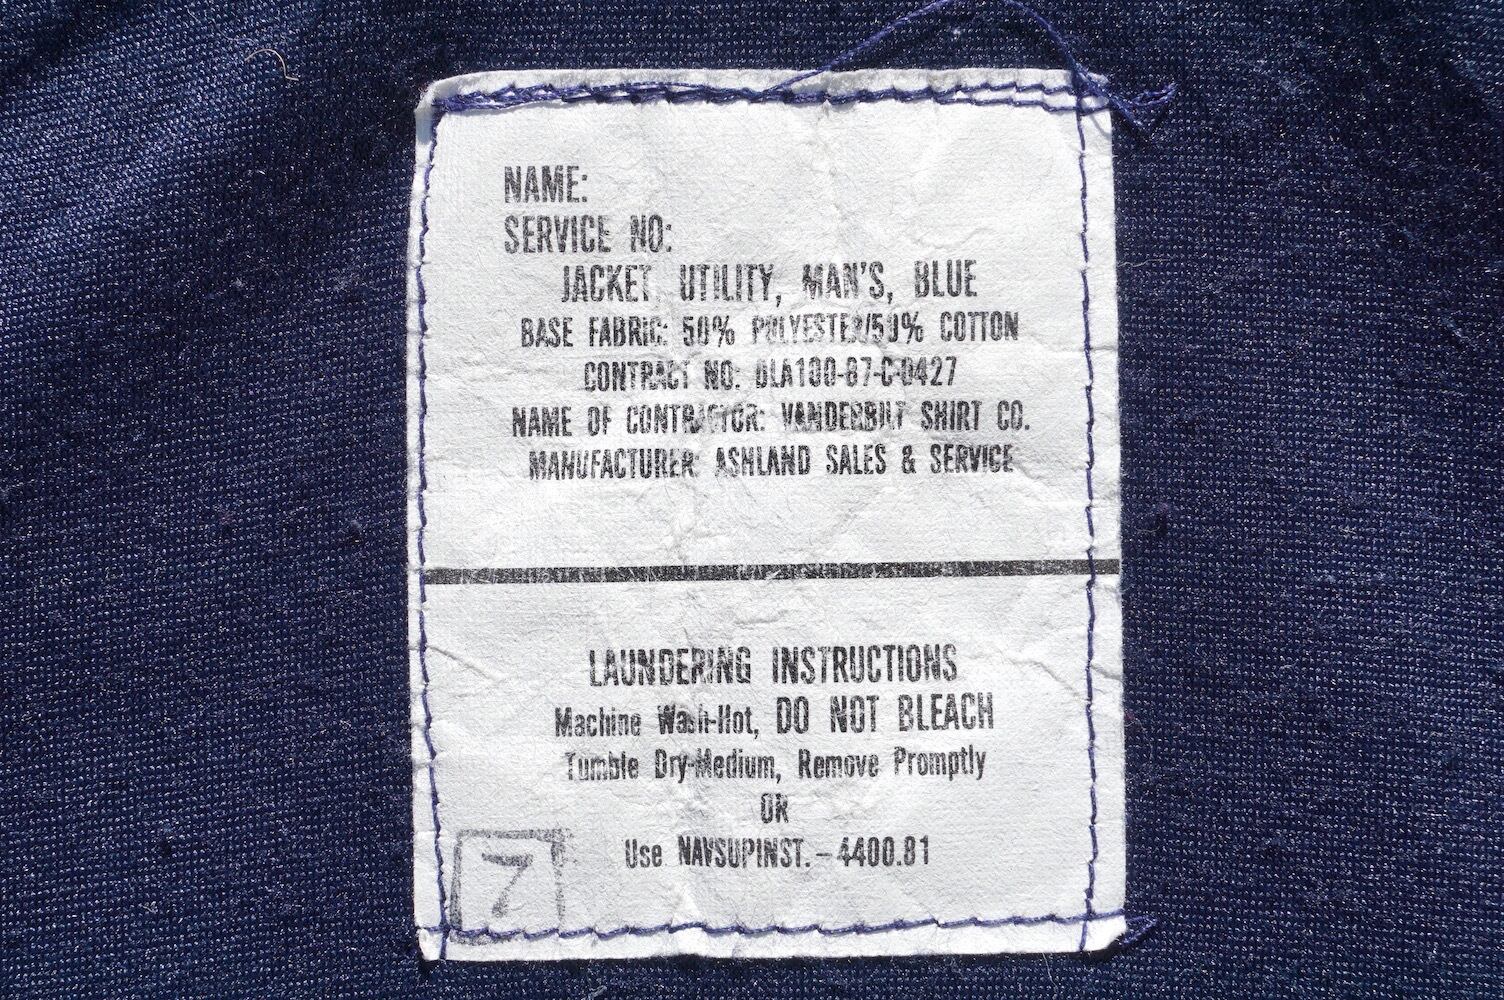 NAME:
SERVICE NO:
JACKET, UTILITY, MAN'S, BLUE
BASE FABRIC: 50% POLYESTER/50% COTTON
CONTRACT NO: DLA100-87-C-0427
NAME OF CONTRACTOR: VANDERBILT SHIRT CO.
MANUFACTURER: ASHLAND SALES & SERVICE
LAUNDERING INSTRUCTIONS
Machine Wash-Hot, DO NOT BLEACH
Tumble Dry-Medium, Remove Promptly
OR
Use NAVSUPINST. – 4400.81
7